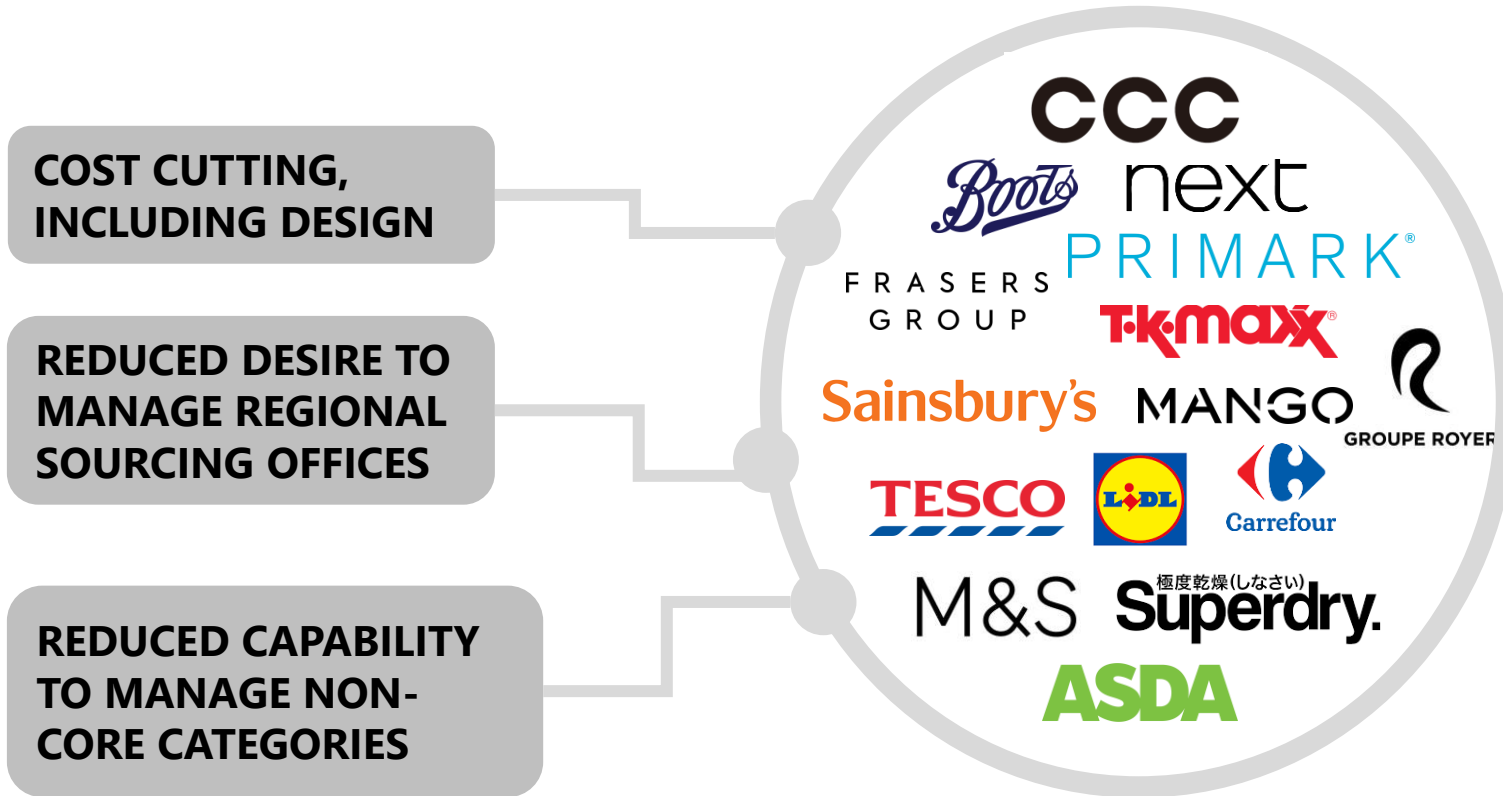 COST CUTTING,
INCLUDING DESIGN
REDUCED DESIRE TO
MANAGE REGIONAL
SOURCING OFFICES
REDUCED CAPABILITY
TO MANAGE NON-
CORE CATEGORIES
CCC
Boots
next
PRIMARK®
FRASERS
GROUP
T·K·maxx®
Sainsbury's
MANGO
GROUPE ROYER
TESCO
LiDL
Carrefour
M&S
極度乾燥(しなさい)
Superdry.
ASDA